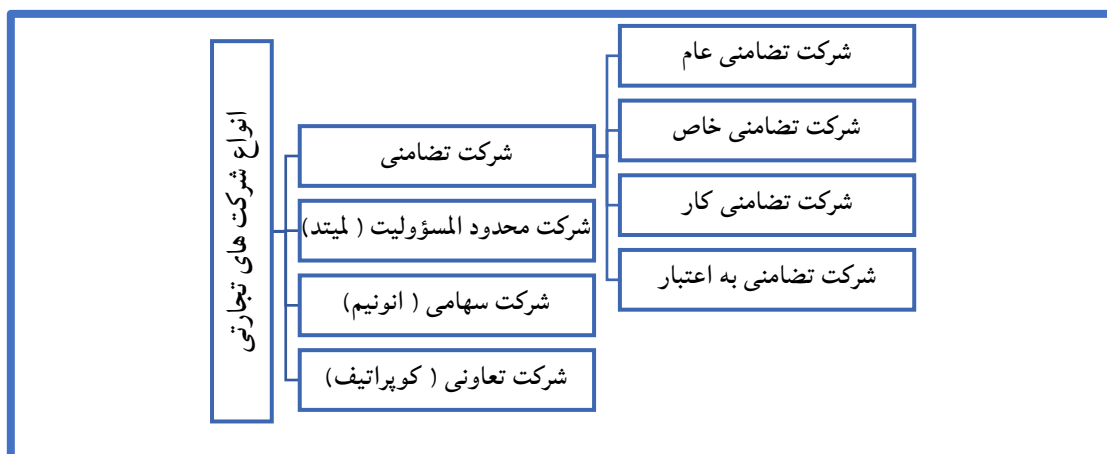 انواع شرکت های تجارتی
شرکت تضامنی
شرکت محدود المسؤولیت ( لمیتد)
شرکت سهامی ( انونیم)
شرکت تعاونی ( کوپراتیف)
شرکت تضامنی عام
شرکت تضامنی خاص
شرکت تضامنی کار
شرکت تضامنی به اعتبار